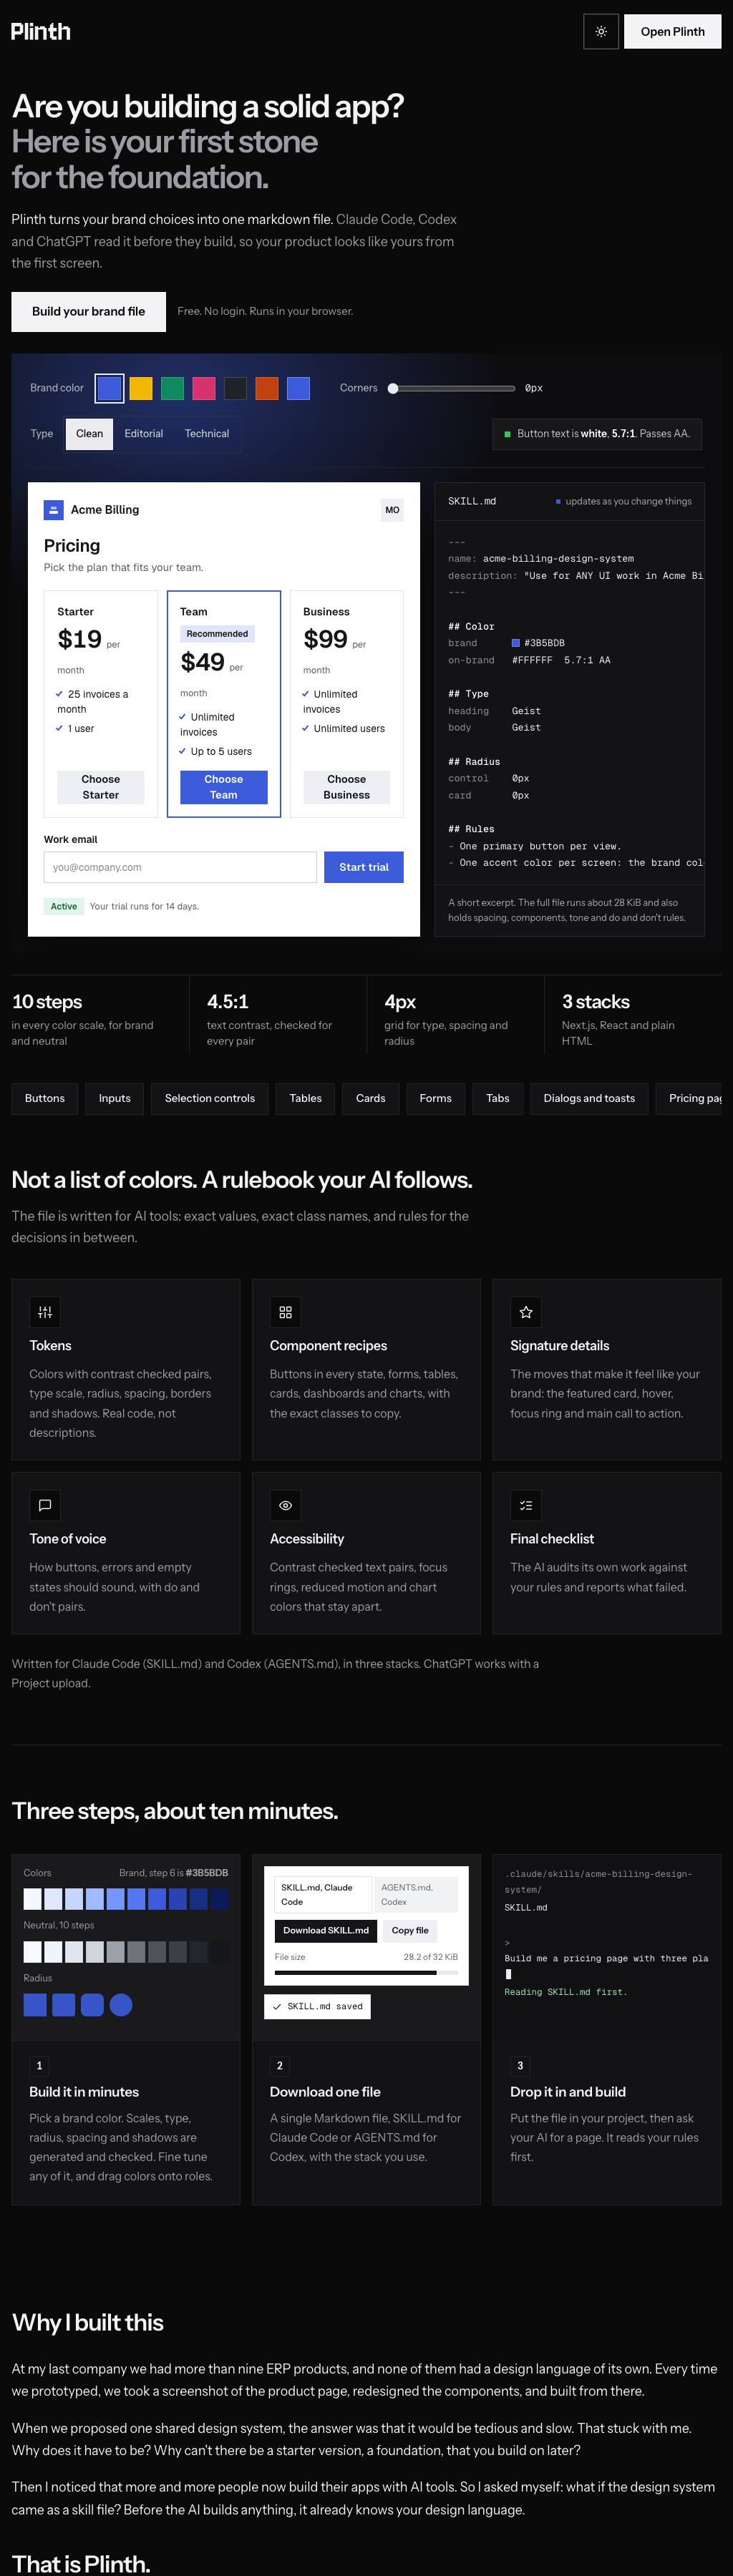 Plinth
Open Plinth
Are you building a solid app?
Here is your first stone
for the foundation.
Plinth turns your brand choices into one markdown file. Claude Code, Codex
and ChatGPT read it before they build, so your product looks like yours from
the first screen.
Build your brand file
Free. No login. Runs in your browser.
Brand color
Corners
0px
Type
Clean
Editorial
Technical
Button text is white, 5.7:1. Passes AA.
Acme Billing
MO
Pricing
Pick the plan that fits your team.
Starter
$19 per
month
25 invoices a
month
1 user
Choose
Starter
Team
Recommended
$49 per
month
Unlimited
invoices
Up to 5 users
Choose
Team
Business
$99 per
month
Unlimited
invoices
Unlimited users
Choose
Business
Work email
you@company.com
Start trial
Active
Your trial runs for 14 days.
SKILL.md
updates as you change things
---
name: acme-billing-design-system
description: "Use for ANY UI work in Acme Bi
---
## Color
brand #3B5BDB
on-brand #FFFFFF 5.7:1 AA
## Type
heading Geist
body Geist
## Radius
control 0px
card 0px
## Rules
- One primary button per view.
- One accent color per screen: the brand col
A short excerpt. The full file runs about 28 KiB and also
holds spacing, components, tone and do and don't rules.
10 steps
in every color scale, for brand
and neutral
4.5:1
text contrast, checked for
every pair
4px
grid for type, spacing and
radius
3 stacks
Next.js, React and plain
HTML
Buttons
Inputs
Selection controls
Tables
Cards
Forms
Tabs
Dialogs and toasts
Pricing pag
Not a list of colors. A rulebook your AI follows.
The file is written for AI tools: exact values, exact class names, and rules for the
decisions in between.
Tokens
Colors with contrast checked pairs,
type scale, radius, spacing, borders
and shadows. Real code, not
descriptions.
Component recipes
Buttons in every state, forms, tables,
cards, dashboards and charts, with
the exact classes to copy.
Signature details
The moves that make it feel like your
brand: the featured card, hover,
focus ring and main call to action.
Tone of voice
How buttons, errors and empty
states should sound, with do and
don't pairs.
Accessibility
Contrast checked text pairs, focus
rings, reduced motion and chart
colors that stay apart.
Final checklist
The AI audits its own work against
your rules and reports what failed.
Written for Claude Code (SKILL.md) and Codex (AGENTS.md), in three stacks. ChatGPT works with a
Project upload.
Three steps, about ten minutes.
Colors
Brand, step 6 is #3B5BDB
Neutral, 10 steps
Radius
1
Build it in minutes
Pick a brand color. Scales, type,
radius, spacing and shadows are
generated and checked. Fine tune
any of it, and drag colors onto roles.
SKILL.md, Claude
Code
AGENTS.md,
Codex
Download SKILL.md
Copy file
File size
28.2 of 32 KiB
SKILL.md saved
2
Download one file
A single Markdown file, SKILL.md for
Claude Code or AGENTS.md for
Codex, with the stack you use.
.claude/skills/acme-billing-design-
system/
SKILL.md
>
Build me a pricing page with three pla
Reading SKILL.md first.
3
Drop it in and build
Put the file in your project, then ask
your AI for a page. It reads your rules
first.
Why I built this
At my last company we had more than nine ERP products, and none of them had a design language of its own. Every time
we prototyped, we took a screenshot of the product page, redesigned the components, and built from there.
When we proposed one shared design system, the answer was that it would be tedious and slow. That stuck with me.
Why does it have to be? Why can't there be a starter version, a foundation, that you build on later?
Then I noticed that more and more people now build their apps with AI tools. So I asked myself: what if the design system
came as a skill file? Before the AI builds anything, it already knows your design language.
That is Plinth.